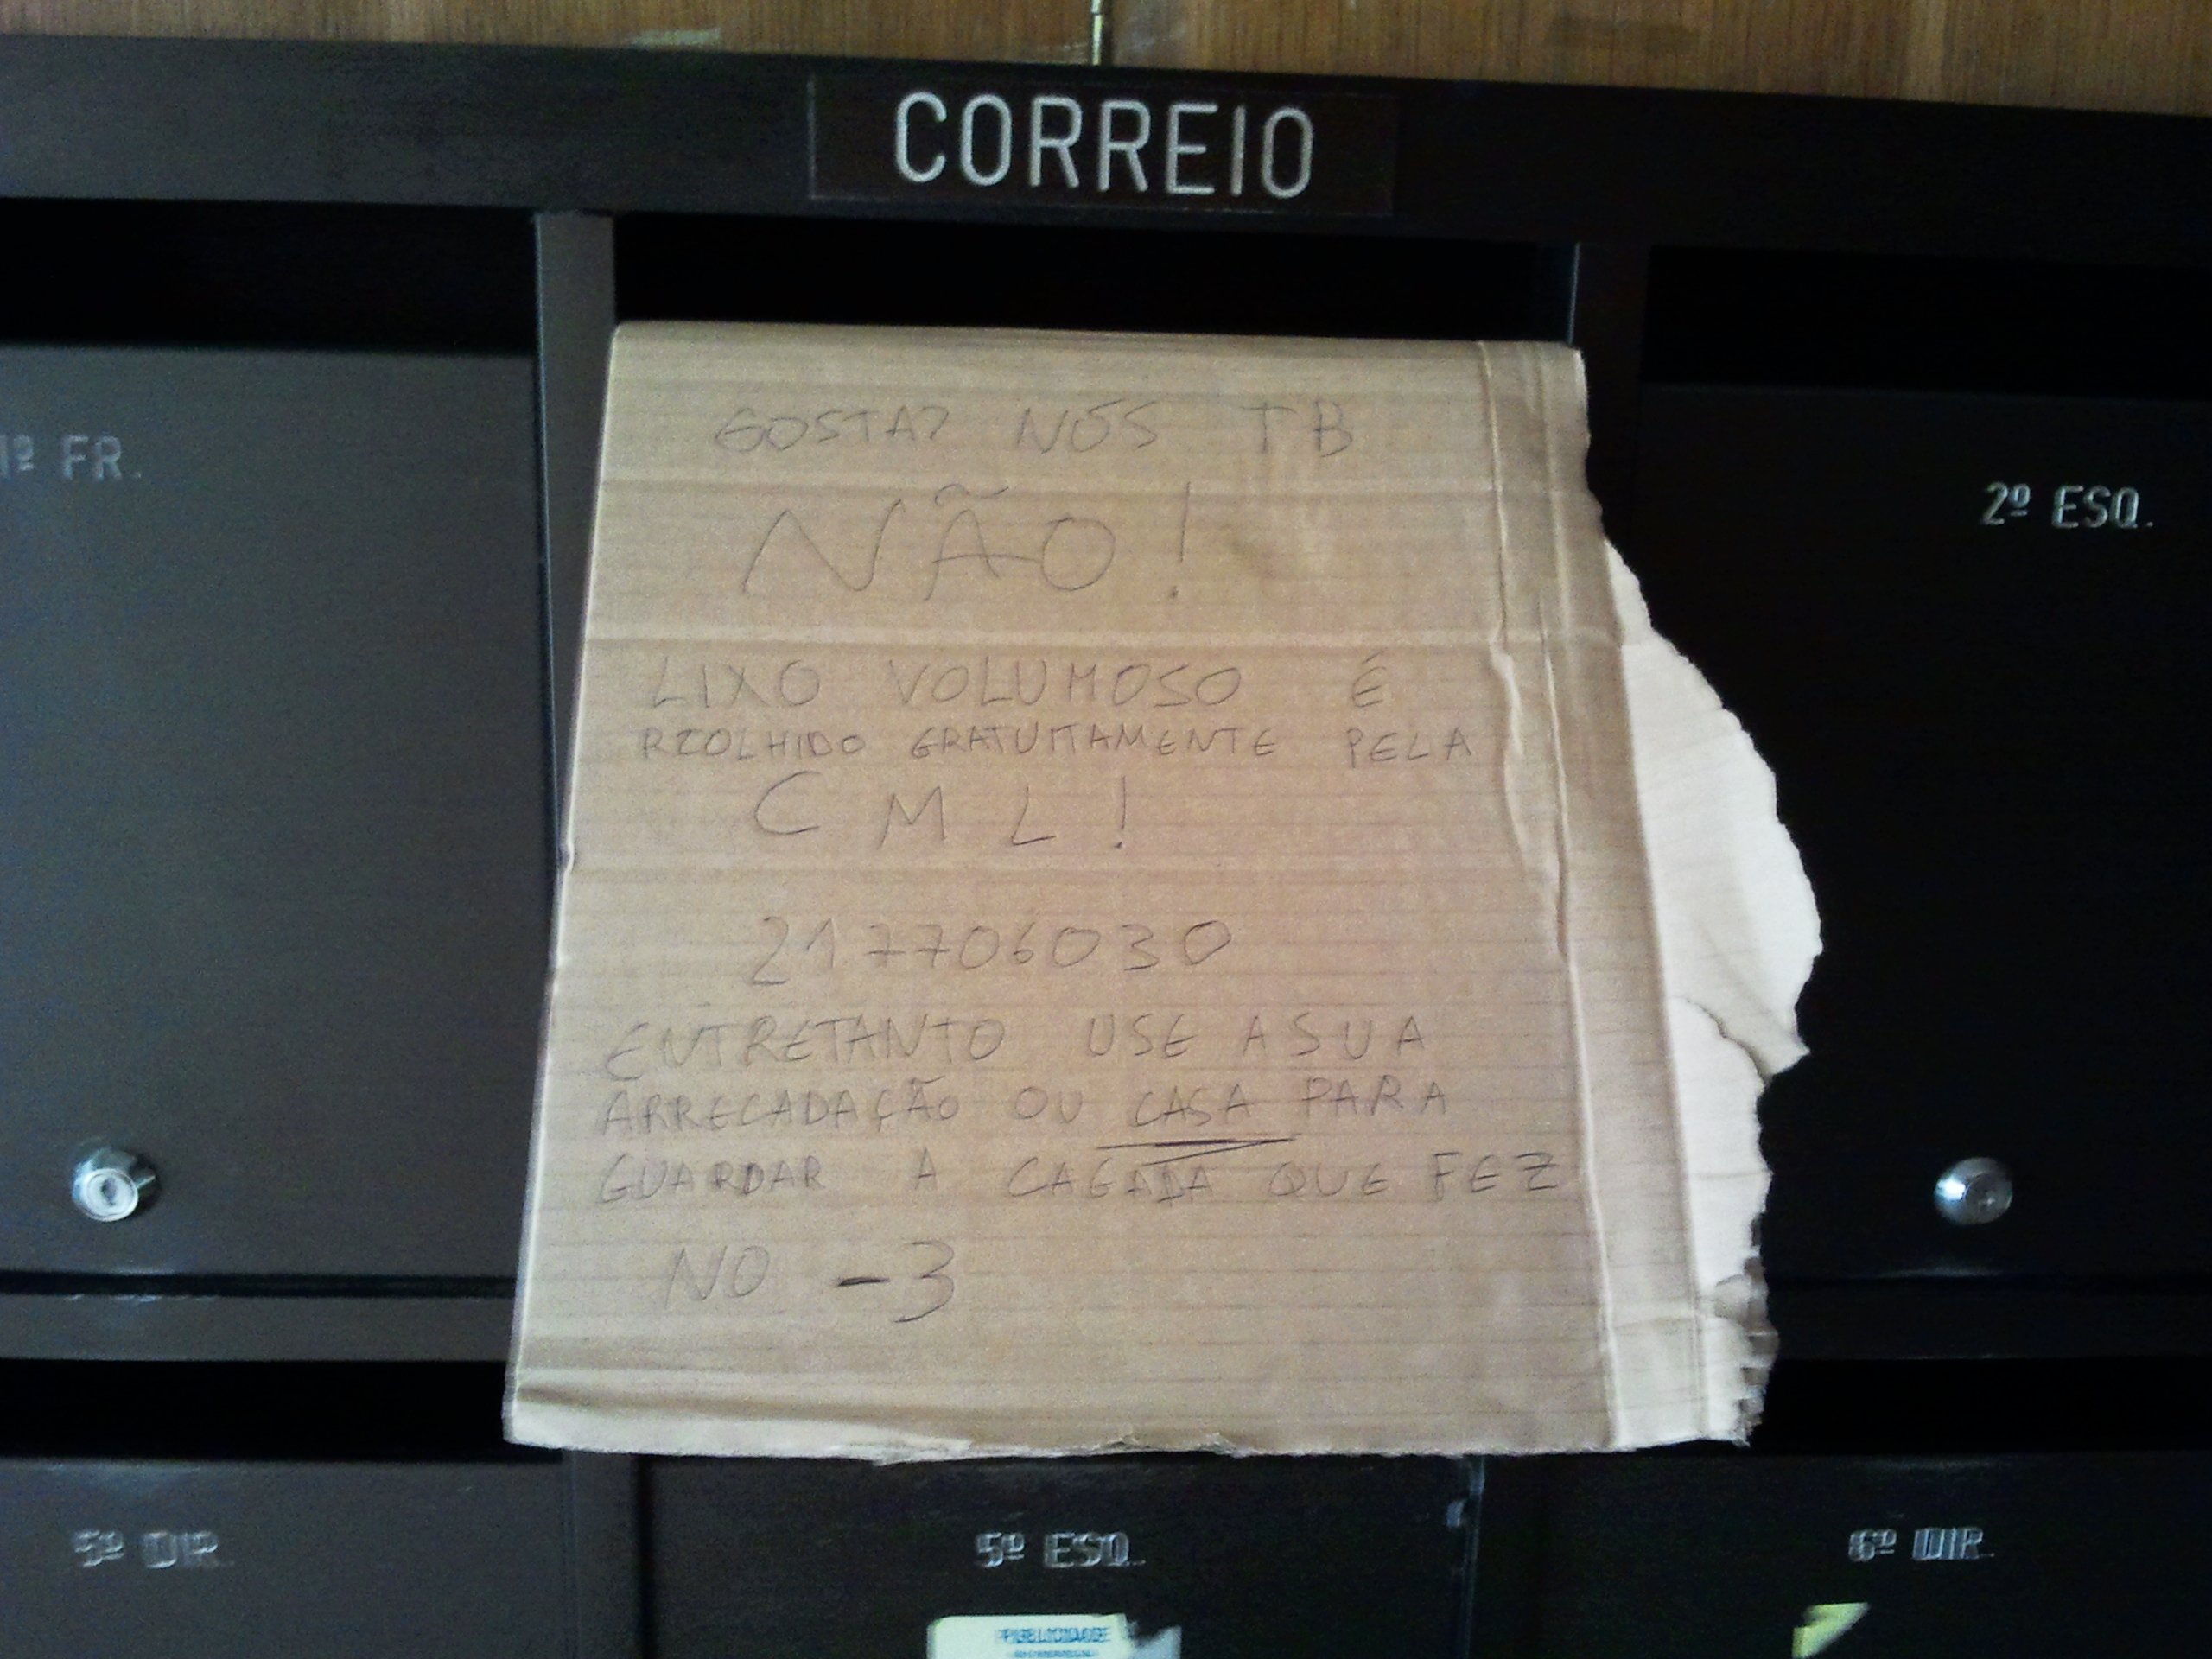 CORREIO
1º FR.
2º ESQ.
GOSTA? NÓS TB
NÃO!
LIXO VOLUMOSO É
RECOLHIDO GRATUITAMENTE PELA
CML!
217706030
ENTRETANTO USE A SUA
ARRECADAÇÃO OU CASA PARA
GUARDAR A CAGADA QUE FEZ
NO -3
5º DIR.
5º ESQ.
6º DIR.
PUBLICIDADE